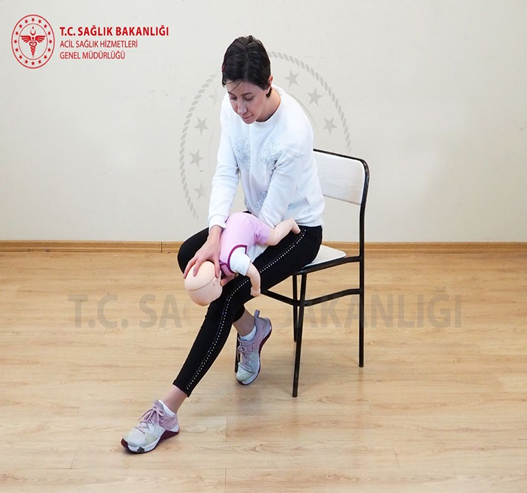 T.C. SAĞLIK BAKANLIĞI
ACİL SAĞLIK HİZMETLERİ
GENEL MÜDÜRLÜĞÜ
T.C. SAĞLIK BAKANLIĞI